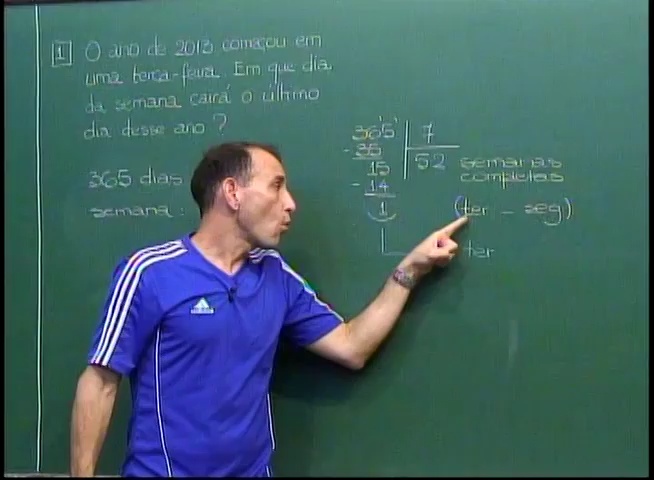 1 O ano de 2013 começou em
uma terça-feira. Em que dia
da semana cairá o último
dia desse ano?
365 dias
semana:
365 7
- 35 52 semanas
completas
15
- 14
1
(ter - seg)
ter
adidas